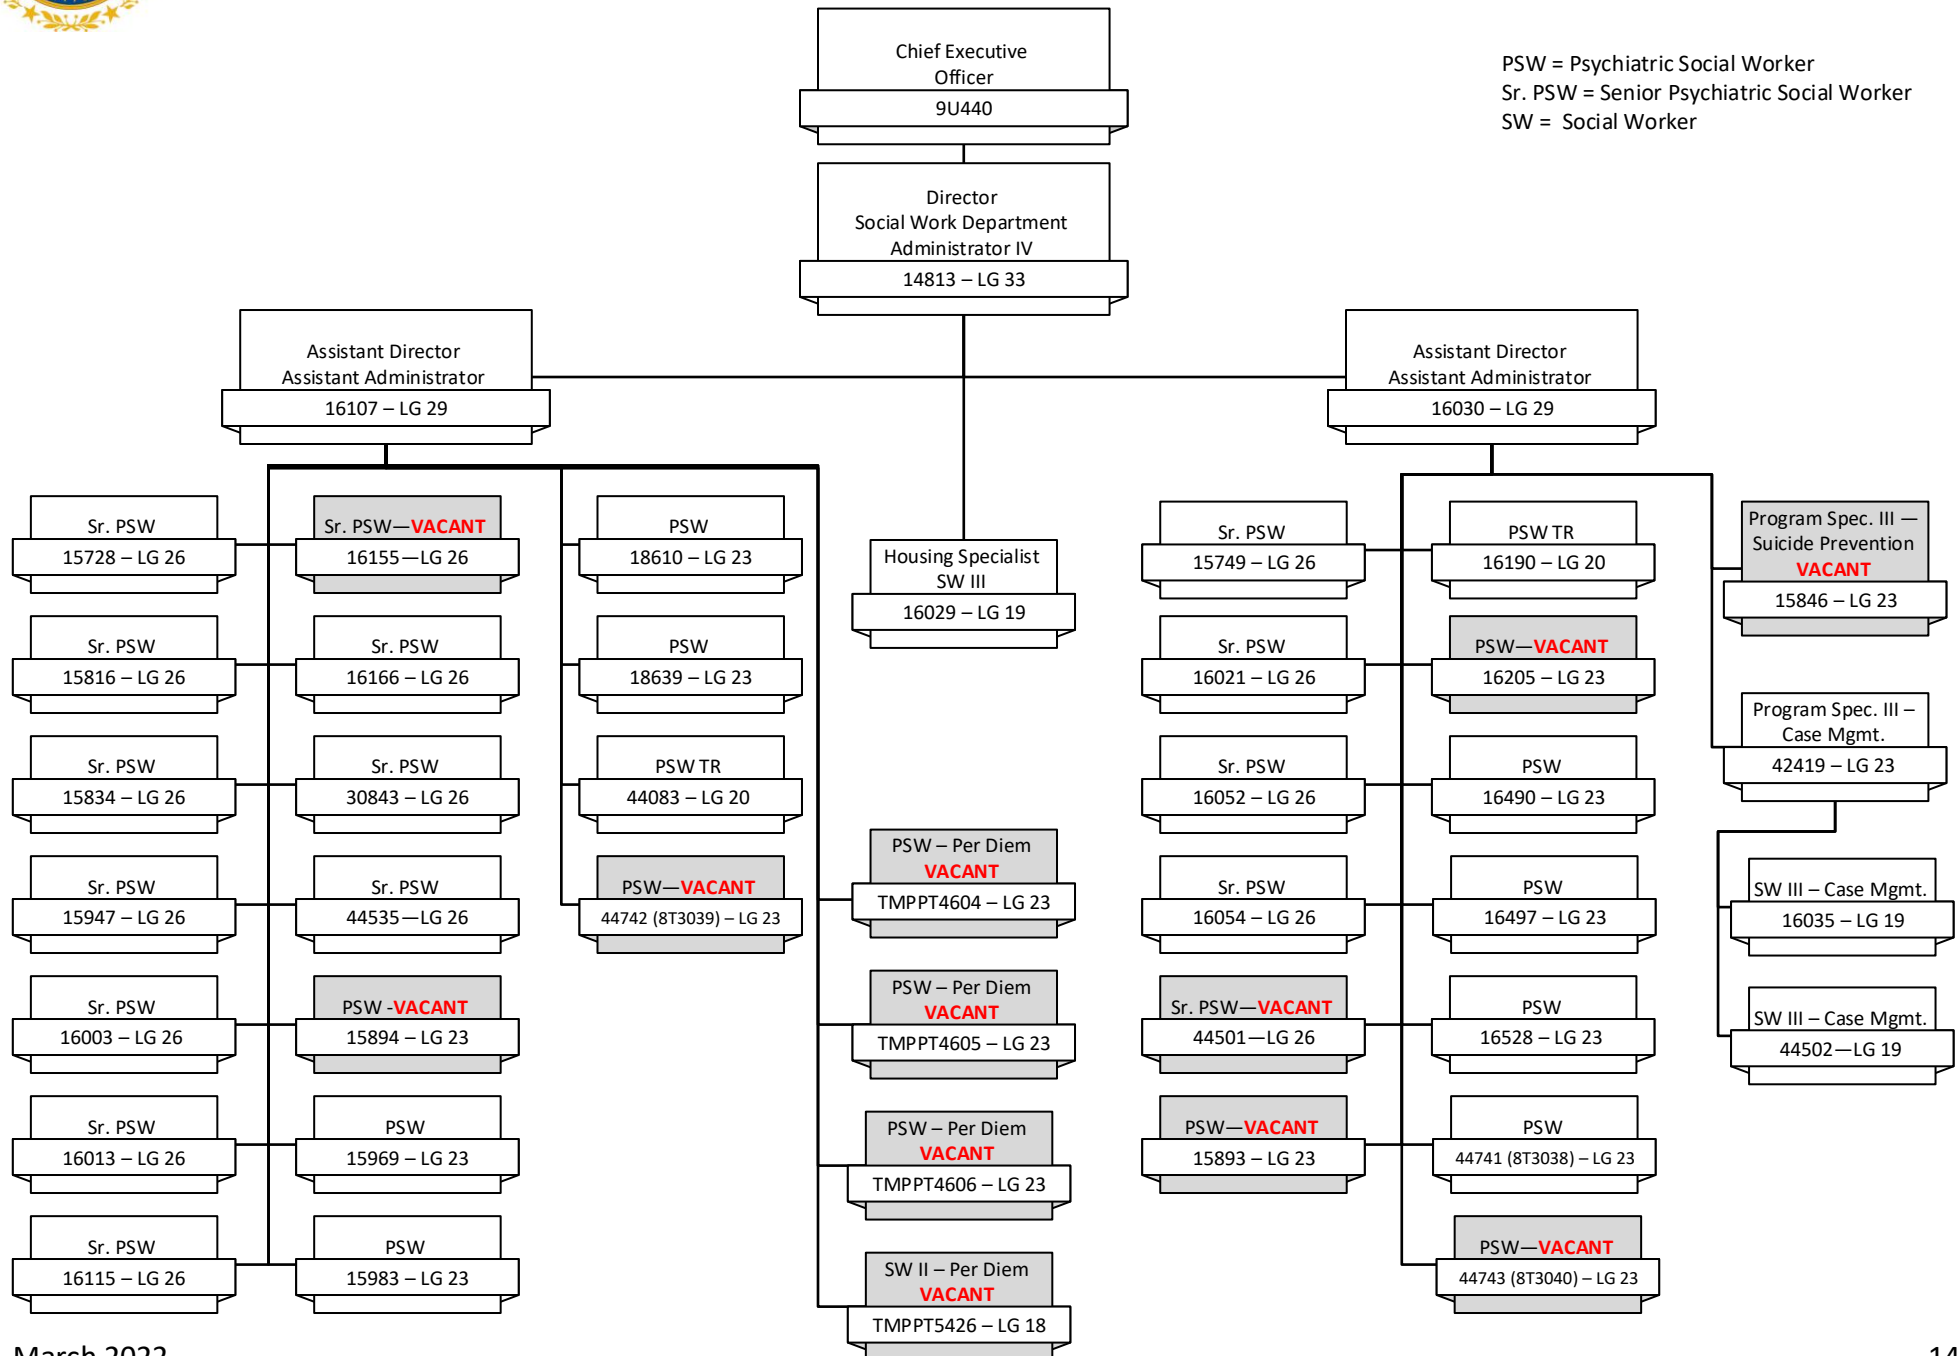 Chief Executive
Officer
9U440
PSW = Psychiatric Social Worker
Sr. PSW = Senior Psychiatric Social Worker
SW =  Social Worker
Director
Social Work Department
Administrator IV
14813 – LG 33
Assistant Director
Assistant Administrator
16107 – LG 29
Assistant Director
Assistant Administrator
16030 – LG 29
Sr. PSW
15728 – LG 26
Sr. PSW
15816 – LG 26
Sr. PSW
15834 – LG 26
Sr. PSW
15947 – LG 26
Sr. PSW
16003 – LG 26
Sr. PSW
16013 – LG 26
Sr. PSW
16115 – LG 26
Sr. PSW—VACANT
16155—LG 26
Sr. PSW
16166 – LG 26
Sr. PSW
30843 – LG 26
Sr. PSW
44535—LG 26
PSW -VACANT
15894 – LG 23
PSW
15969 – LG 23
PSW
15983 – LG 23
PSW
18610 – LG 23
PSW
18639 – LG 23
PSW TR
44083 – LG 20
PSW—VACANT
44742 (8T3039) – LG 23
PSW – Per Diem
VACANT
TMPPT4604 – LG 23
PSW – Per Diem
VACANT
TMPPT4605 – LG 23
PSW – Per Diem
VACANT
TMPPT4606 – LG 23
SW II – Per Diem
VACANT
TMPPT5426 – LG 18
Housing Specialist
SW III
16029 – LG 19
Sr. PSW
15749 – LG 26
Sr. PSW
16021 – LG 26
Sr. PSW
16052 – LG 26
Sr. PSW
16054 – LG 26
Sr. PSW—VACANT
44501—LG 26
PSW—VACANT
15893 – LG 23
PSW TR
16190 – LG 20
PSW—VACANT
16205 – LG 23
PSW
16490 – LG 23
PSW
16497 – LG 23
PSW
16528 – LG 23
PSW
44741 (8T3038) – LG 23
PSW—VACANT
44743 (8T3040) – LG 23
Program Spec. III —
Suicide Prevention
VACANT
15846 – LG 23
Program Spec. III –
Case Mgmt.
42419 – LG 23
SW III – Case Mgmt.
16035 – LG 19
SW III – Case Mgmt.
44502—LG 19
March 2022
14